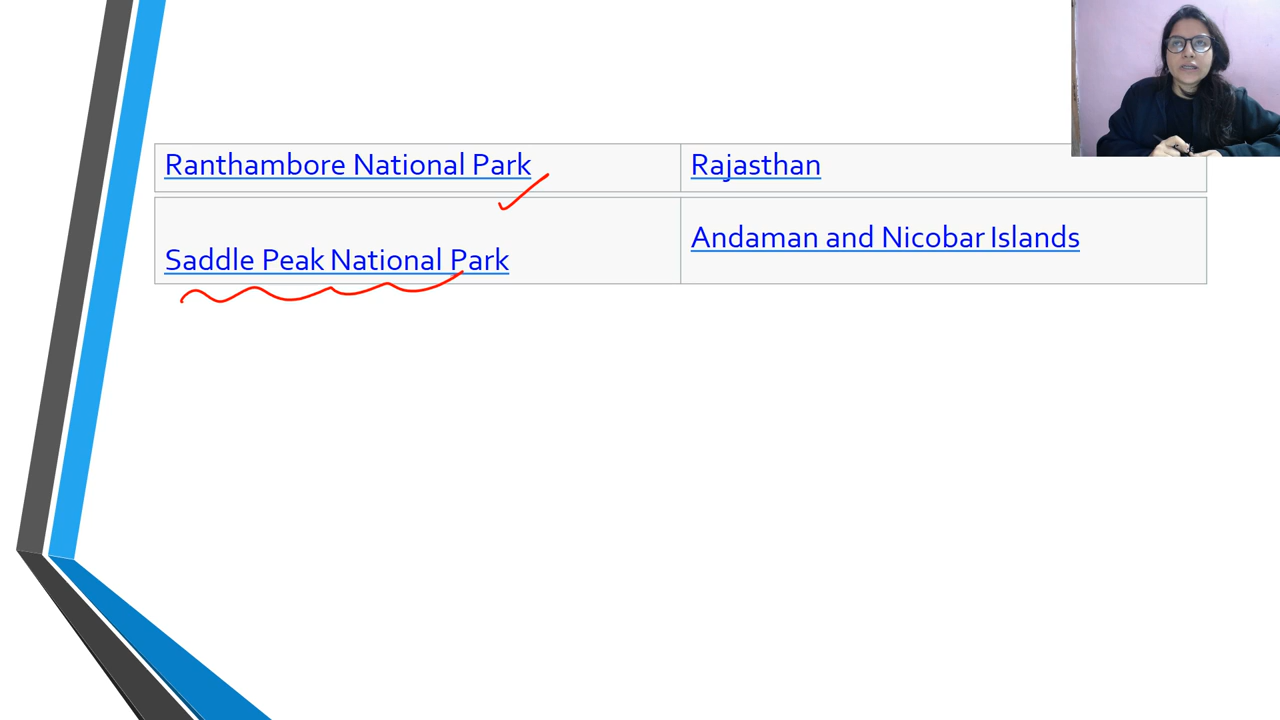 Ranthambore National Park
Rajasthan
Saddle Peak National Park
Andaman and Nicobar Islands